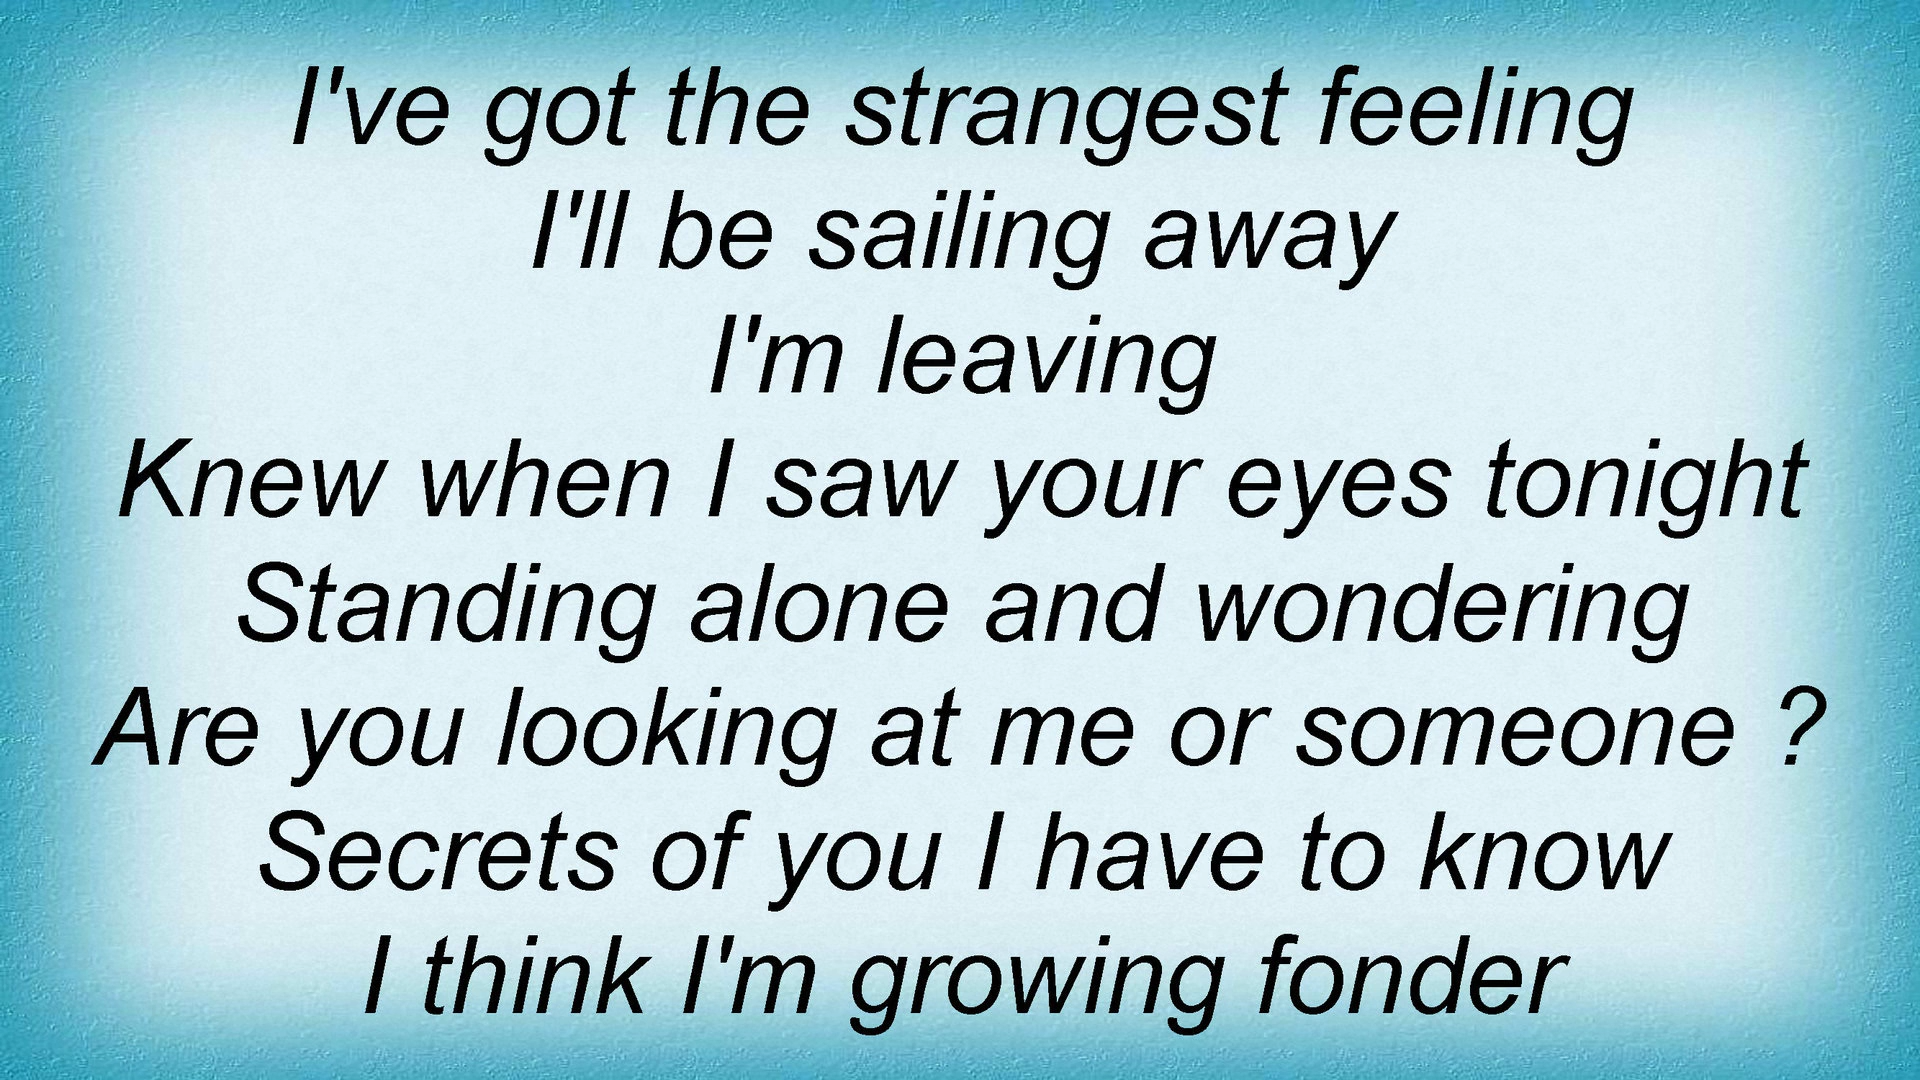 I've got the strangest feeling
I'll be sailing away
I'm leaving
Knew when I saw your eyes tonight
Standing alone and wondering
Are you looking at me or someone ?
Secrets of you I have to know
I think I'm growing fonder